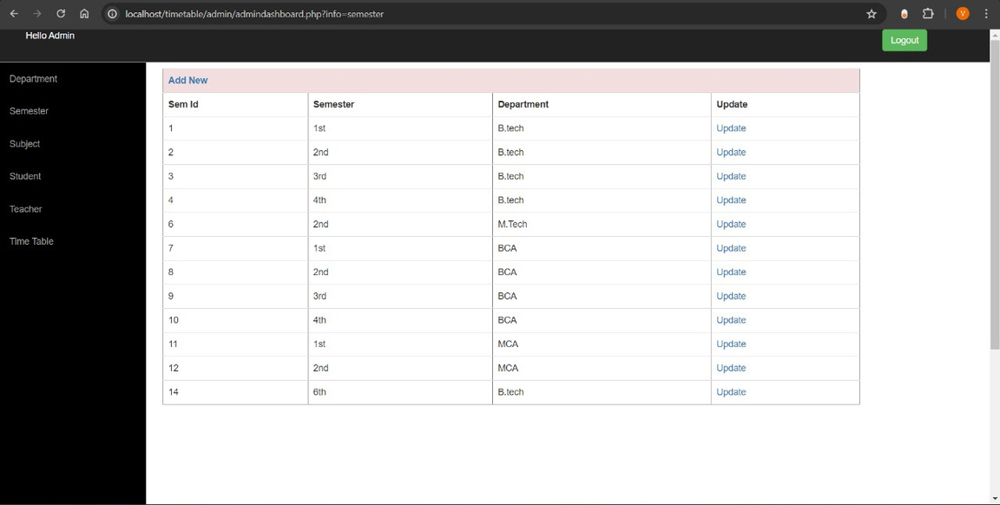 localhost/timetable/admin/admindashboard.php?info=semester
V
Hello Admin
Logout
Department
Semester
Subject
Student
Teacher
Time Table
Add New
Sem Id Semester Department Update
1 1st B.tech Update
2 2nd B.tech Update
3 3rd B.tech Update
4 4th B.tech Update
6 2nd M.Tech Update
7 1st BCA Update
8 2nd BCA Update
9 3rd BCA Update
10 4th BCA Update
11 1st MCA Update
12 2nd MCA Update
14 6th B.tech Update